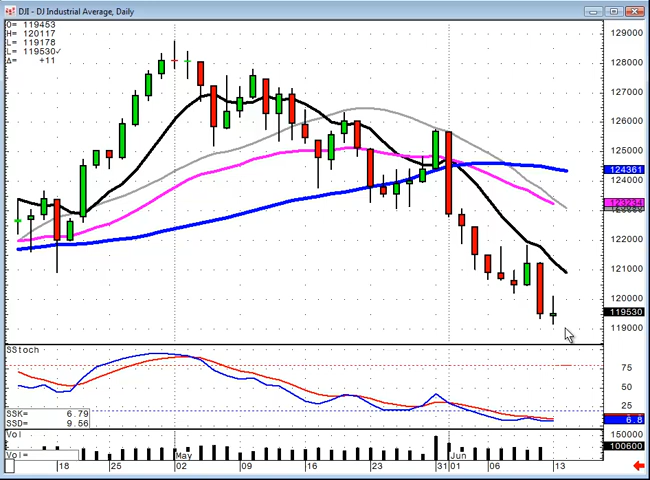 DJI - DJ Industrial Average, Daily
O= 119453
H= 120117
L= 119178
L= 119530✓
Δ= +11
129000
128000
127000
126000
125000
124361
124000
123234
122000
121000
120000
119530
119000
SStoch
75
50
25
6.8
SSK= 6.79
SSD= 9.56
Vol
Vol=
150000
100600
18
25
02
May
09
16
23
31
01
Jun
06
13